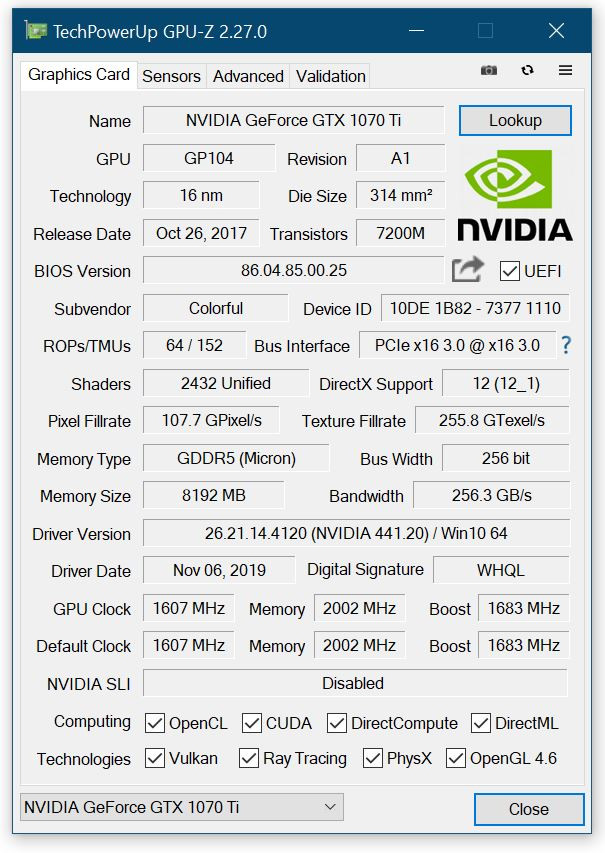 TechPowerUp GPU-Z 2.27.0
Graphics Card Sensors Advanced Validation
Name NVIDIA GeForce GTX 1070 Ti Lookup
GPU GP104 Revision A1
Technology 16 nm Die Size 314 mm²
NVIDIA
Release Date Oct 26, 2017 Transistors 7200M
BIOS Version 86.04.85.00.25 UEFI
Subvendor Colorful Device ID 10DE 1B82 - 7377 1110
ROPs/TMUs 64 / 152 Bus Interface PCIe x16 3.0 @ x16 3.0 ?
Shaders 2432 Unified DirectX Support 12 (12_1)
Pixel Fillrate 107.7 GPixel/s Texture Fillrate 255.8 GTexel/s
Memory Type GDDR5 (Micron) Bus Width 256 bit
Memory Size 8192 MB Bandwidth 256.3 GB/s
Driver Version 26.21.14.4120 (NVIDIA 441.20) / Win10 64
Driver Date Nov 06, 2019 Digital Signature WHQL
GPU Clock 1607 MHz Memory 2002 MHz Boost 1683 MHz
Default Clock 1607 MHz Memory 2002 MHz Boost 1683 MHz
NVIDIA SLI Disabled
Computing OpenCL CUDA DirectCompute DirectML
Technologies Vulkan Ray Tracing PhysX OpenGL 4.6
NVIDIA GeForce GTX 1070 Ti Close